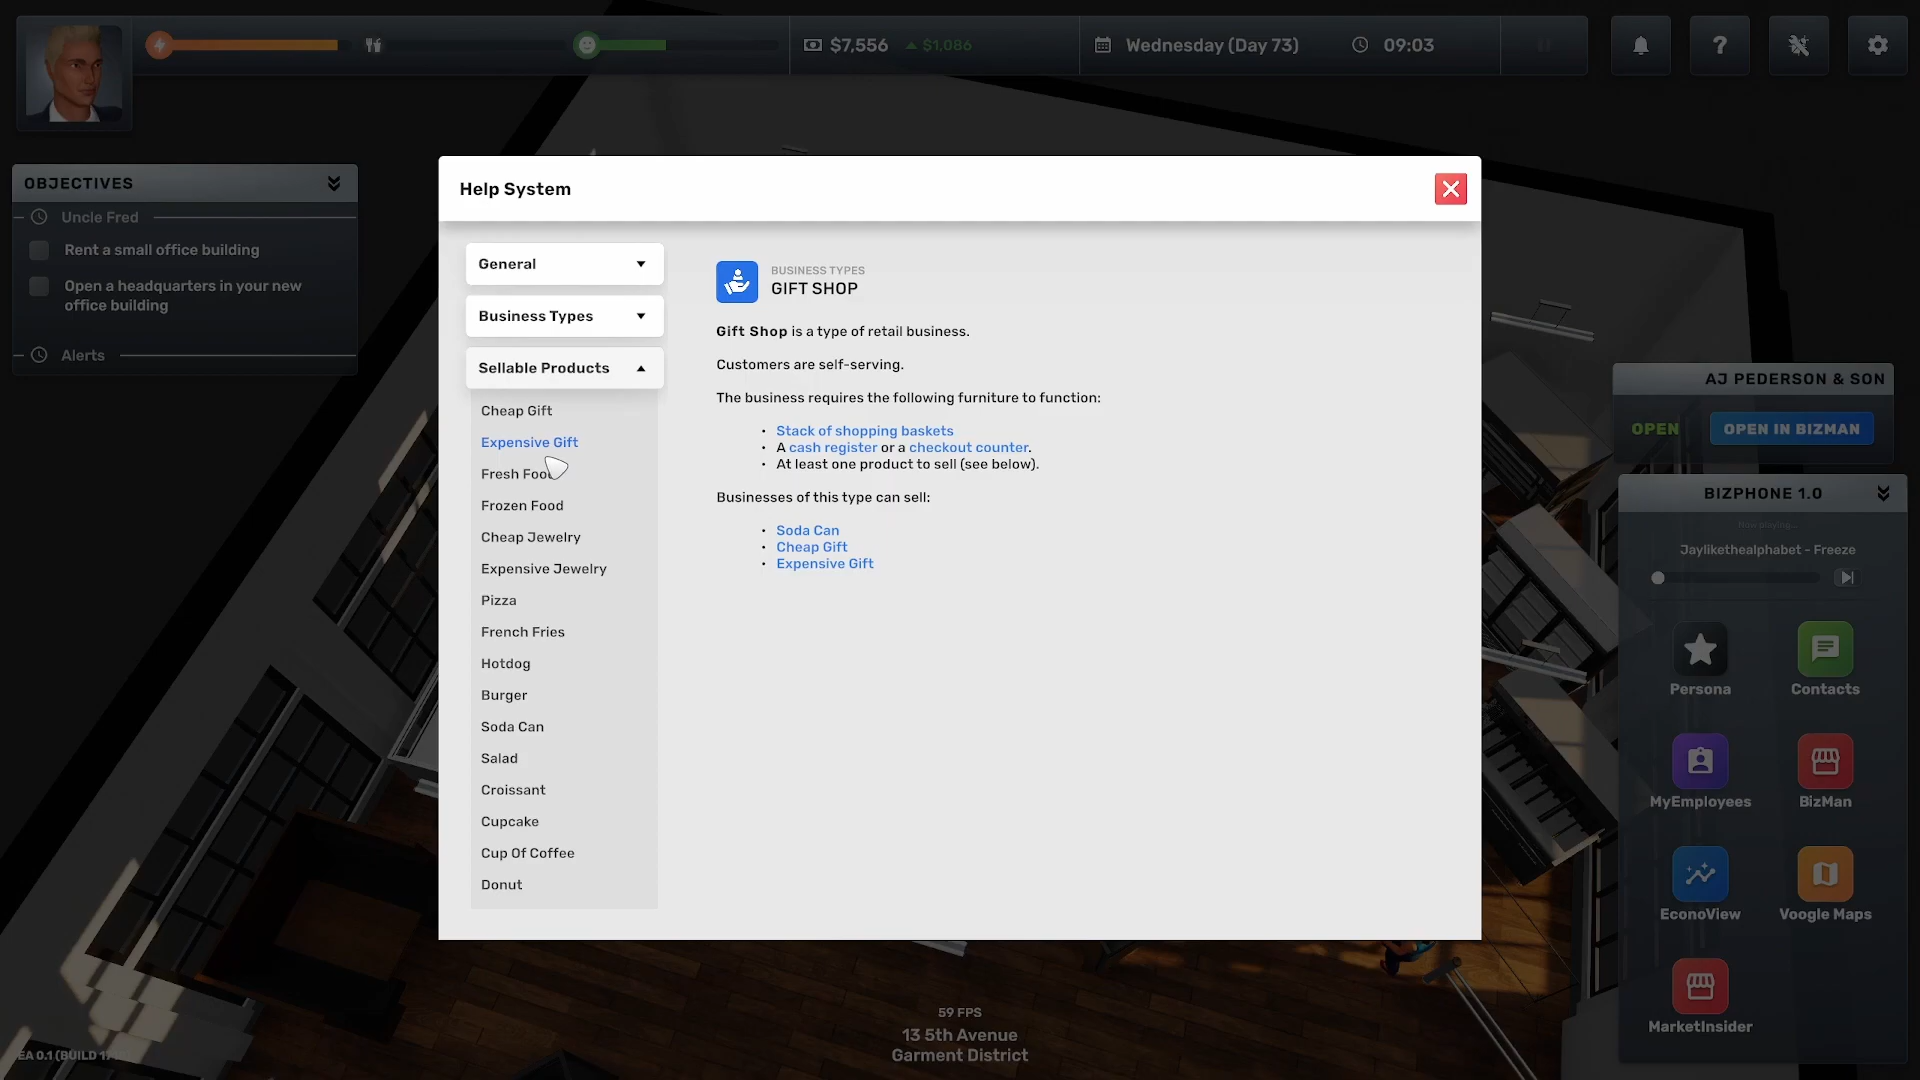 $7,556 $1,086
Wednesday (Day 73)
09:03
?
OBJECTIVES
Uncle Fred
Rent a small office building
Open a headquarters in your new
office building
Alerts
Help System
General
Business Types
Sellable Products
Cheap Gift
Expensive Gift
Fresh Food
Frozen Food
Cheap Jewelry
Expensive Jewelry
Pizza
French Fries
Hotdog
Burger
Soda Can
Salad
Croissant
Cupcake
Cup Of Coffee
Donut
BUSINESS TYPES
GIFT SHOP
Gift Shop is a type of retail business.
Customers are self-serving.
The business requires the following furniture to function:
• Stack of shopping baskets
• A cash register or a checkout counter.
• At least one product to sell (see below).
Businesses of this type can sell:
• Soda Can
• Cheap Gift
• Expensive Gift
AJ PEDERSON & SON
OPEN
OPEN IN BIZMAN
BIZPHONE 1.0
Now playing...
Jaylikethealphabet - Freeze
Persona
Contacts
MyEmployees
BizMan
EconoView
Voogle Maps
MarketInsider
59 FPS
13 5th Avenue
Garment District
EA 0.1 (BUILD